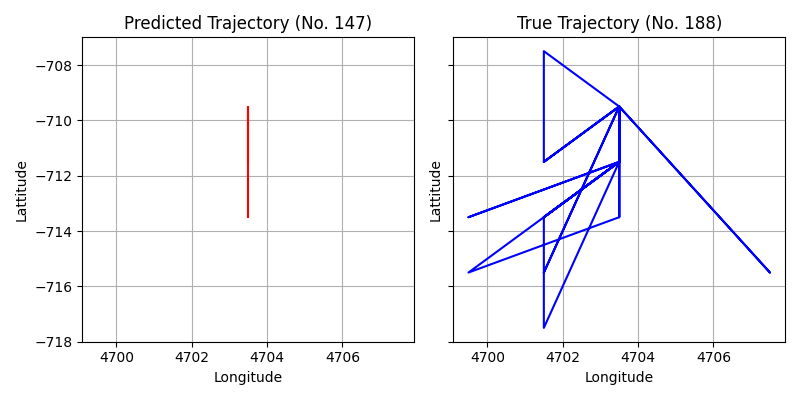 Predicted Trajectory (No. 147)
True Trajectory (No. 188)
Lattitude
−708
−710
−712
−714
−716
−718
4700
4702
4704
4706
Longitude
Lattitude
4700
4702
4704
4706
Longitude